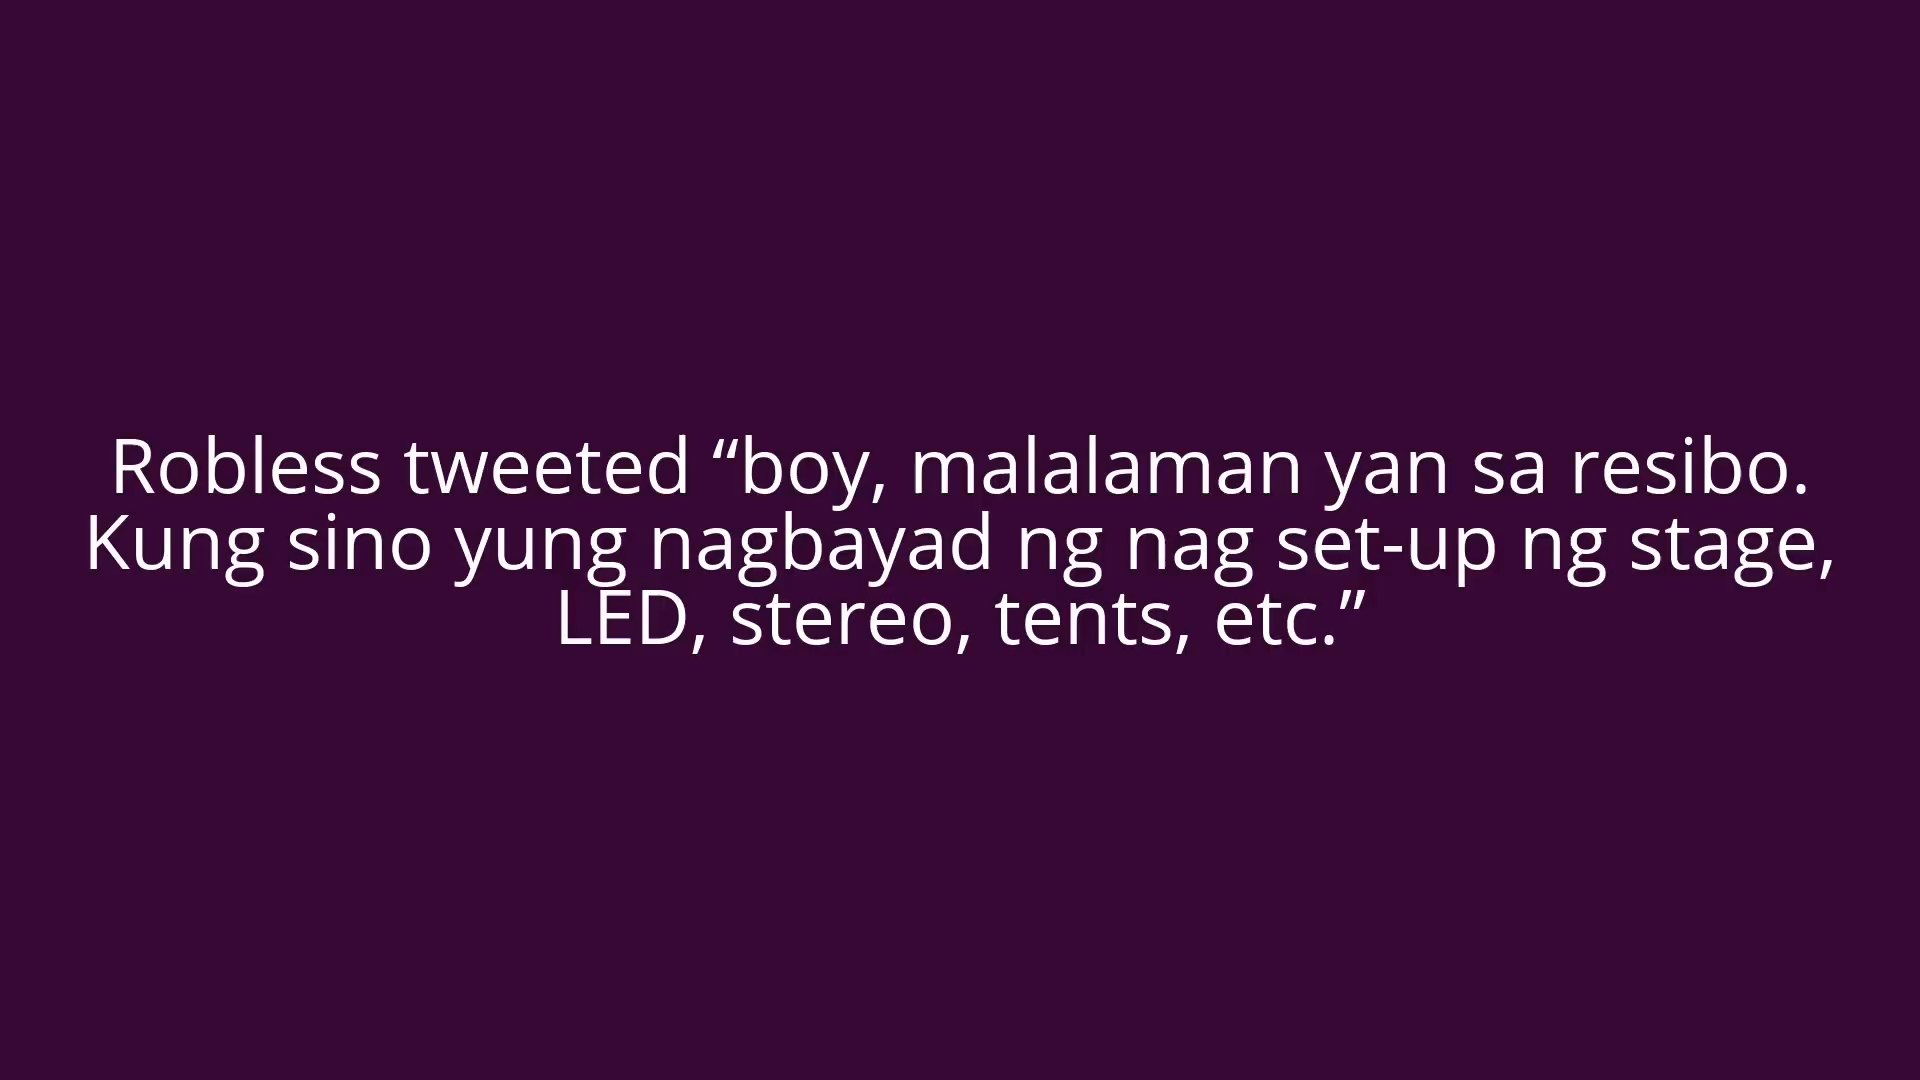 Robless tweeted “boy, malalaman yan sa resibo.
Kung sino yung nagbayad ng nag set-up ng stage,
LED, stereo, tents, etc.”